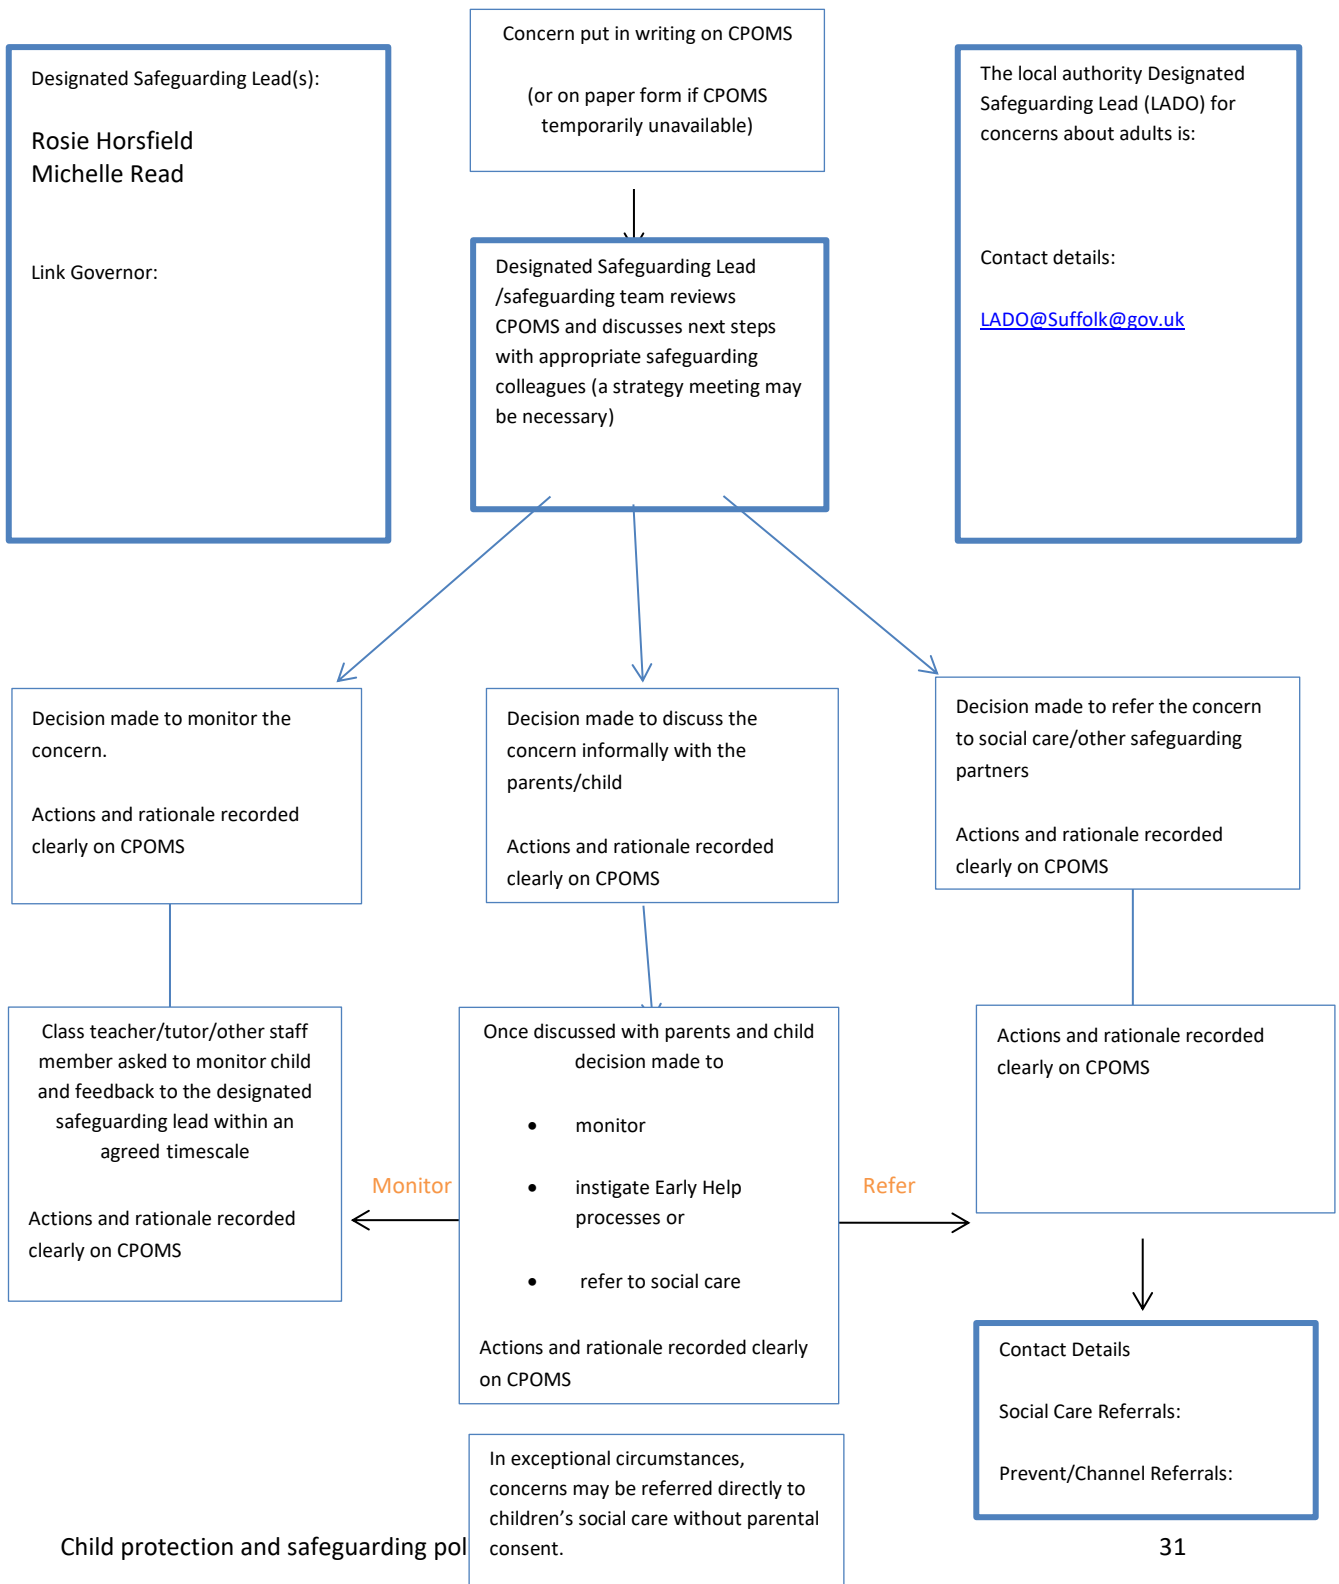 Concern put in writing on CPOMS
(or on paper form if CPOMS
temporarily unavailable)
Designated Safeguarding Lead(s):
Rosie Horsfield
Michelle Read
Link Governor:
The local authority Designated
Safeguarding Lead (LADO) for
concerns about adults is:
Contact details:
LADO@Suffolk@gov.uk
Designated Safeguarding Lead
/safeguarding team reviews
CPOMS and discusses next steps
with appropriate safeguarding
colleagues (a strategy meeting may
be necessary)
Decision made to monitor the
concern.
Actions and rationale recorded
clearly on CPOMS
Decision made to discuss the
concern informally with the
parents/child
Actions and rationale recorded
clearly on CPOMS
Decision made to refer the concern
to social care/other safeguarding
partners
Actions and rationale recorded
clearly on CPOMS
Class teacher/tutor/other staff
member asked to monitor child
and feedback to the designated
safeguarding lead within an
agreed timescale
Actions and rationale recorded
clearly on CPOMS
Monitor
Once discussed with parents and child
decision made to
• monitor
• instigate Early Help
processes or
• refer to social care
Actions and rationale recorded clearly
on CPOMS
Refer
Actions and rationale recorded
clearly on CPOMS
Contact Details
Social Care Referrals:
Prevent/Channel Referrals:
In exceptional circumstances,
concerns may be referred directly to
children’s social care without parental
consent.
Child protection and safeguarding pol
31